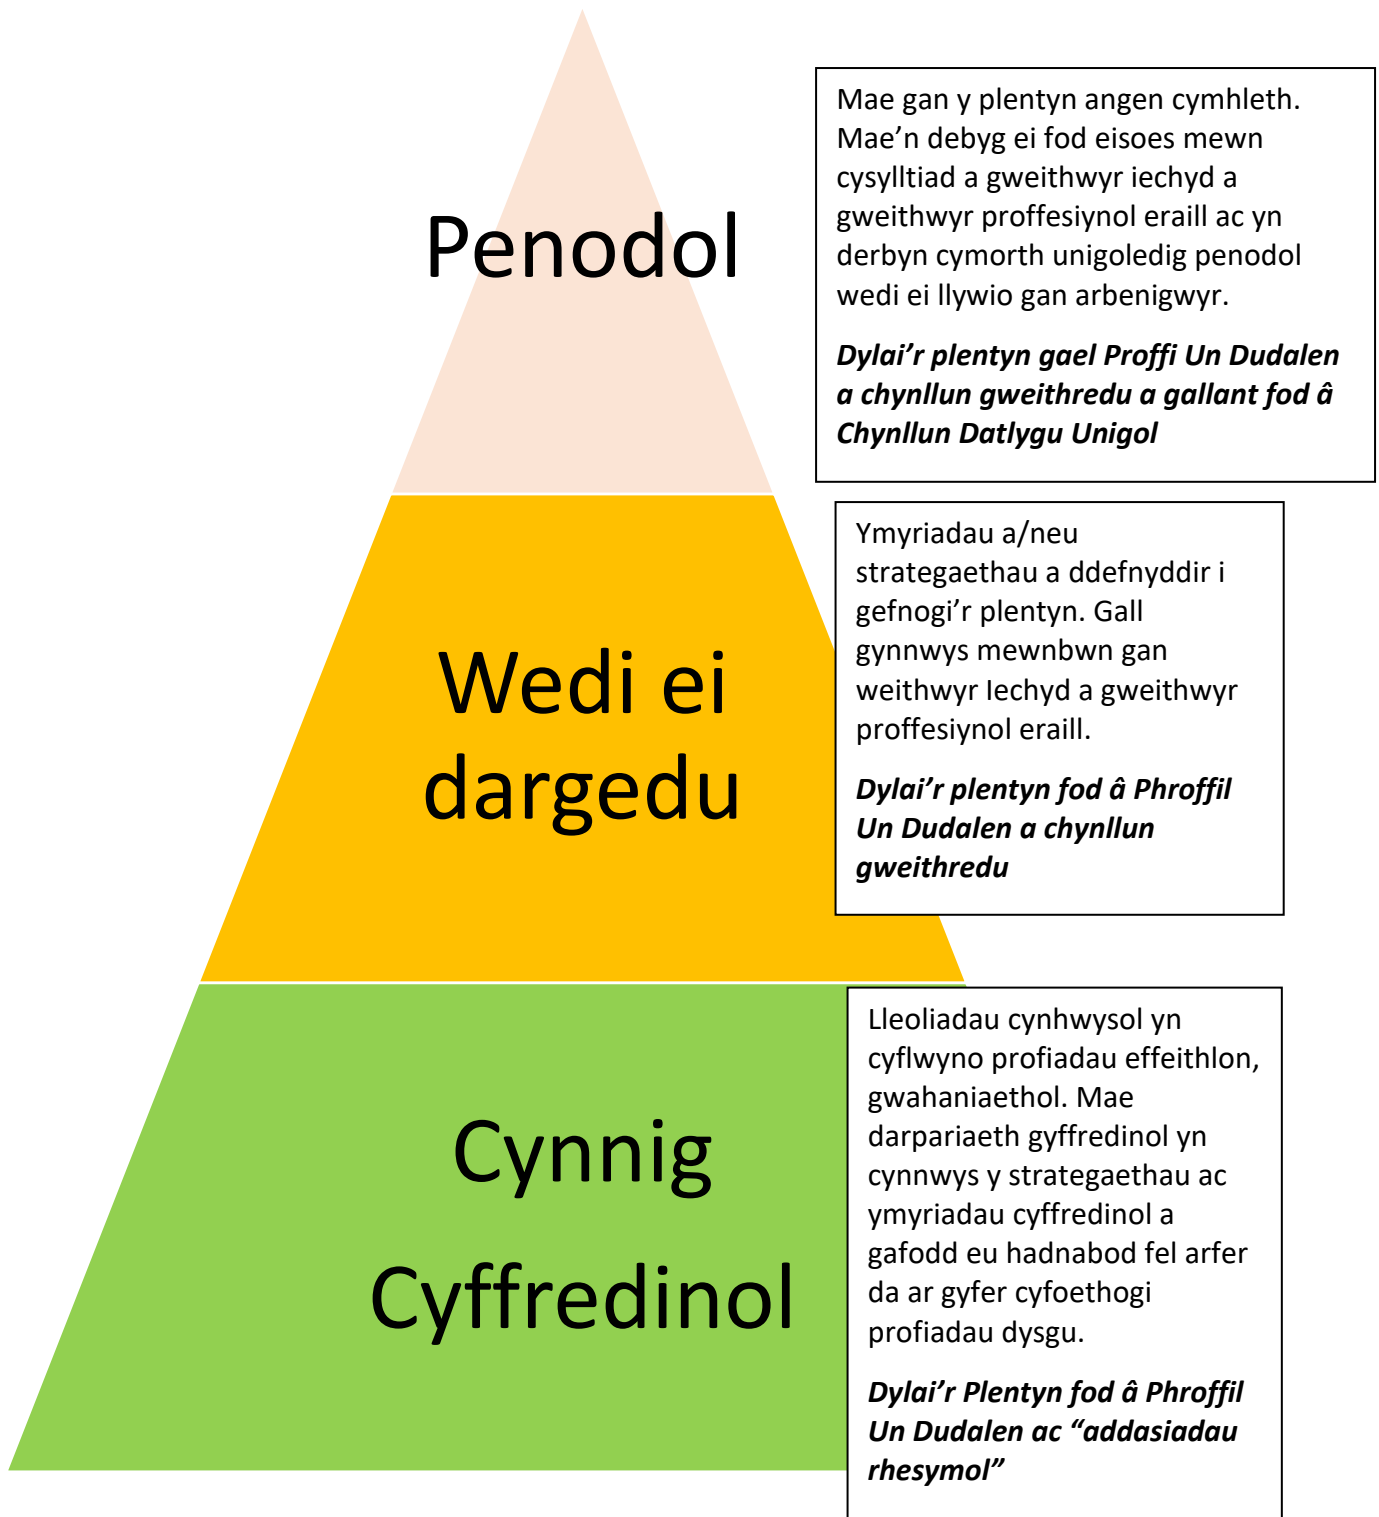 Penodol
Mae gan y plentyn angen cymhleth.
Mae’n debyg ei fod eisoes mewn
cysylltiad a gweithwyr iechyd a
gweithwyr proffesiynol eraill ac yn
derbyn cymorth unigoledig penodol
wedi ei llywio gan arbenigwyr.
Dylai’r plentyn gael Proffi Un Dudalen
a chynllun gweithredu a gallant fod â
Chynllun Datlygu Unigol
Wedi ei
dargedu
Ymyriadau a/neu
strategaethau a ddefnyddir i
gefnogi’r plentyn. Gall
gynnwys mewnbwn gan
weithwyr Iechyd a gweithwyr
proffesiynol eraill.
Dylai’r plentyn fod â Phroffil
Un Dudalen a chynllun
gweithredu
Cynnig
Cyffredinol
Lleoliadau cynhwysol yn
cyflwyno profiadau effeithlon,
gwahaniaethol. Mae
darpariaeth gyffredinol yn
cynnwys y strategaethau ac
ymyriadau cyffredinol a
gafodd eu hadnabod fel arfer
da ar gyfer cyfoethogi
profiadau dysgu.
Dylai’r Plentyn fod â Phroffil
Un Dudalen ac “addasiadau
rhesymol”